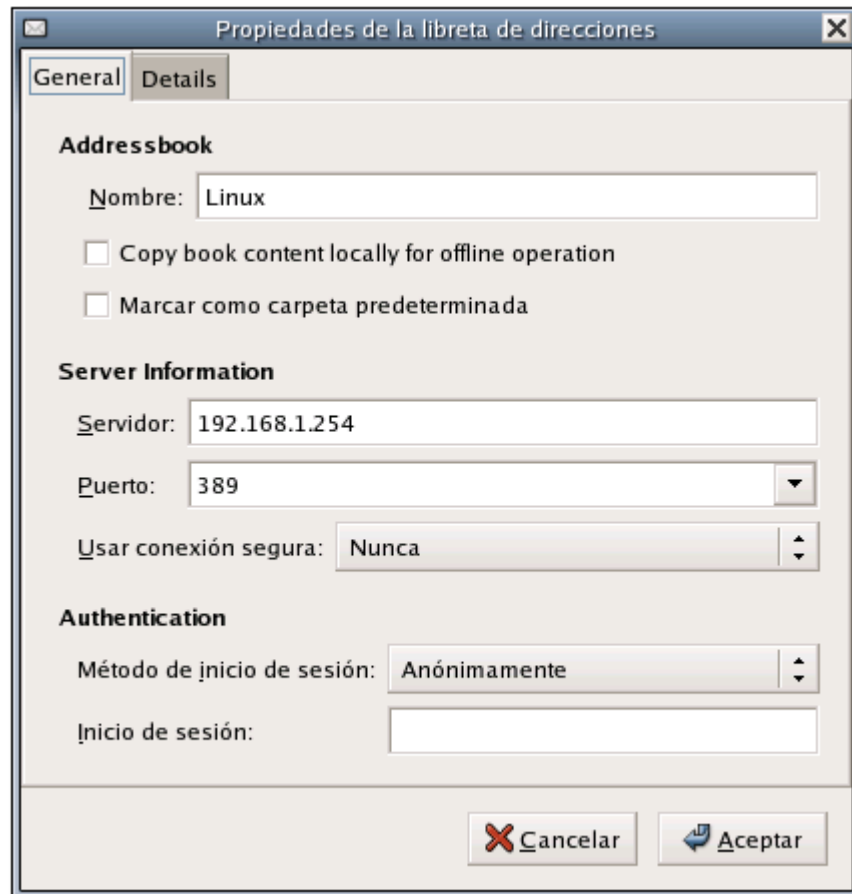 Propiedades de la libreta de direcciones
General Details
Addressbook
Nombre: Linux
Copy book content locally for offline operation
Marcar como carpeta predeterminada
Server Information
Servidor: 192.168.1.254
Puerto: 389
Usar conexión segura: Nunca
Authentication
Método de inicio de sesión: Anónimamente
Inicio de sesión:
Cancelar Aceptar